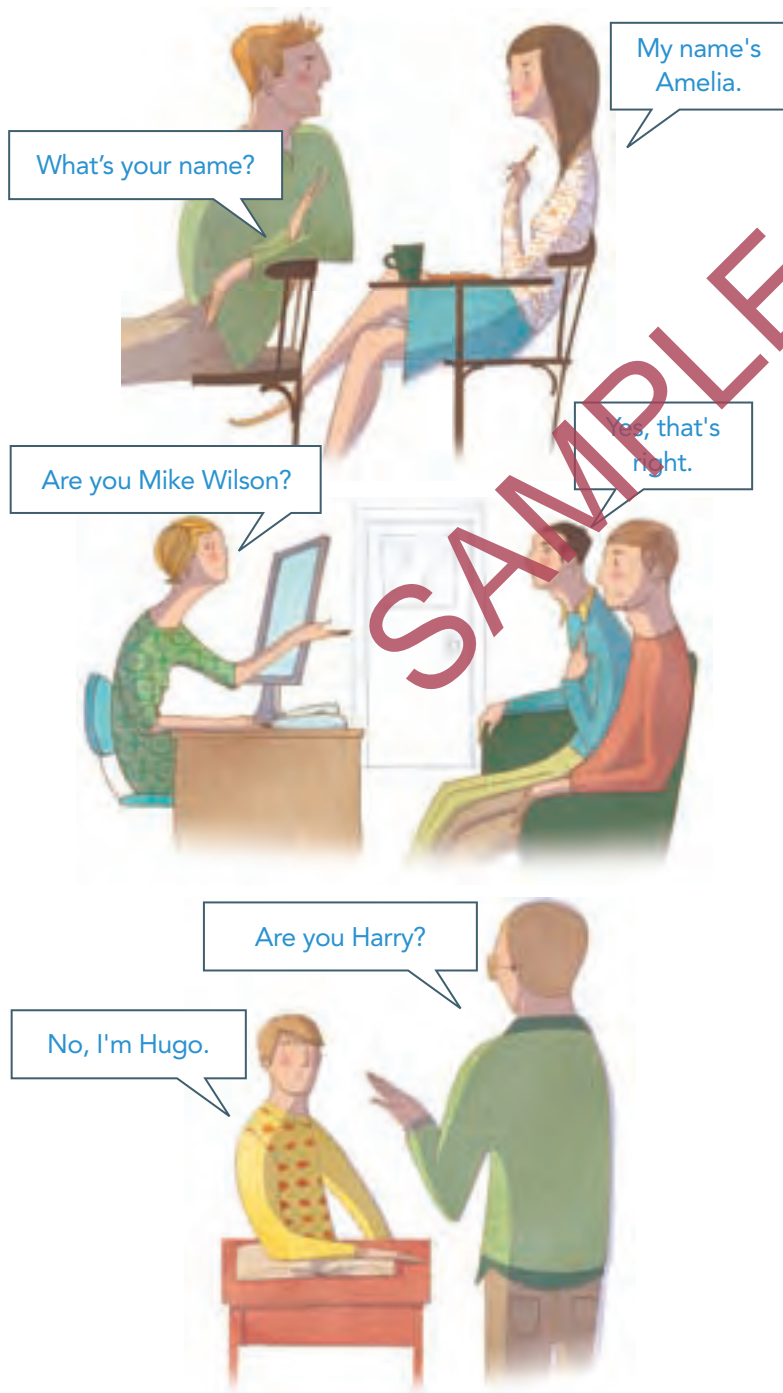 What's your name?
My name's
Amelia.
Are you Mike Wilson?
Yes, that's
right.
Are you Harry?
No, I'm Hugo.
SAMPLE